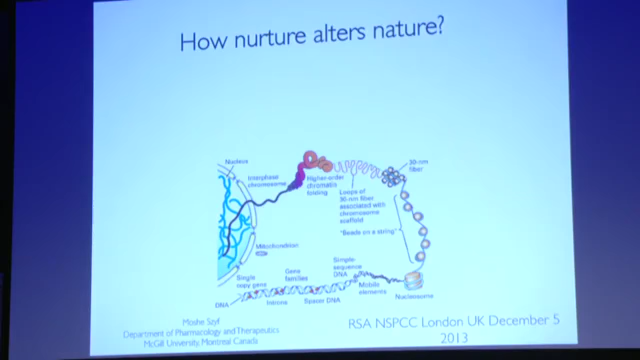 How nurture alters nature?
Nucleus
Interphase
chromosome
Higher-order
chromatin
folding
Loops of
30-nm fiber
associated with
chromosome
scaffold
30-nm
fiber
"Beads on a string"
Mitochondrion
Single
copy gene
Gene
families
Simple-
sequence
DNA
Mobile
elements
Nucleosome
DNA
Introns
Spacer DNA
Moshe Szyf
Department of Pharmacology and Therapeutics
McGill University, Montreal Canada
RSA NSPCC London UK December 5
2013